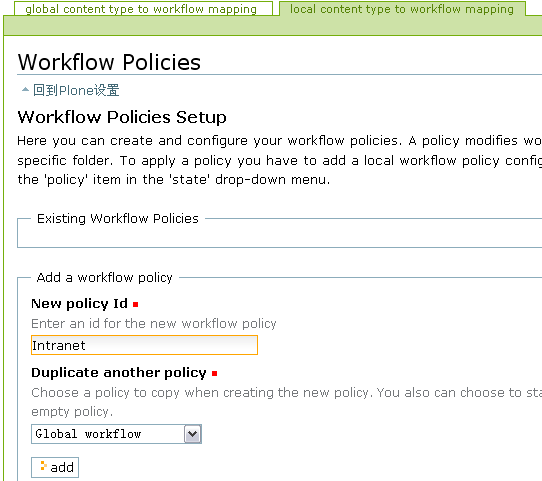 global content type to workflow mapping
local content type to workflow mapping
Workflow Policies
回到Plone设置
Workflow Policies Setup
Here you can create and configure your workflow policies. A policy modifies wo
specific folder. To apply a policy you have to add a local workflow policy config
the 'policy' item in the 'state' drop-down menu.
Existing Workflow Policies
Add a workflow policy
New policy Id
Enter an id for the new workflow policy
Intranet
Duplicate another policy
Choose a policy to copy when creating the new policy. You also can choose to sta
empty policy.
Global workflow
add